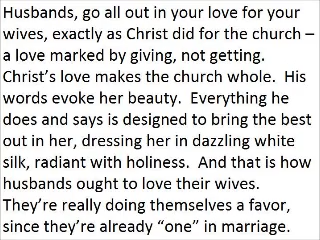 Husbands, go all out in your love for your
wives, exactly as Christ did for the church –
a love marked by giving, not getting.
Christ’s love makes the church whole.  His
words evoke her beauty.  Everything he
does and says is designed to bring the best
out in her, dressing her in dazzling white
silk, radiant with holiness.  And that is how
husbands ought to love their wives.
They’re really doing themselves a favor,
since they’re already “one” in marriage.